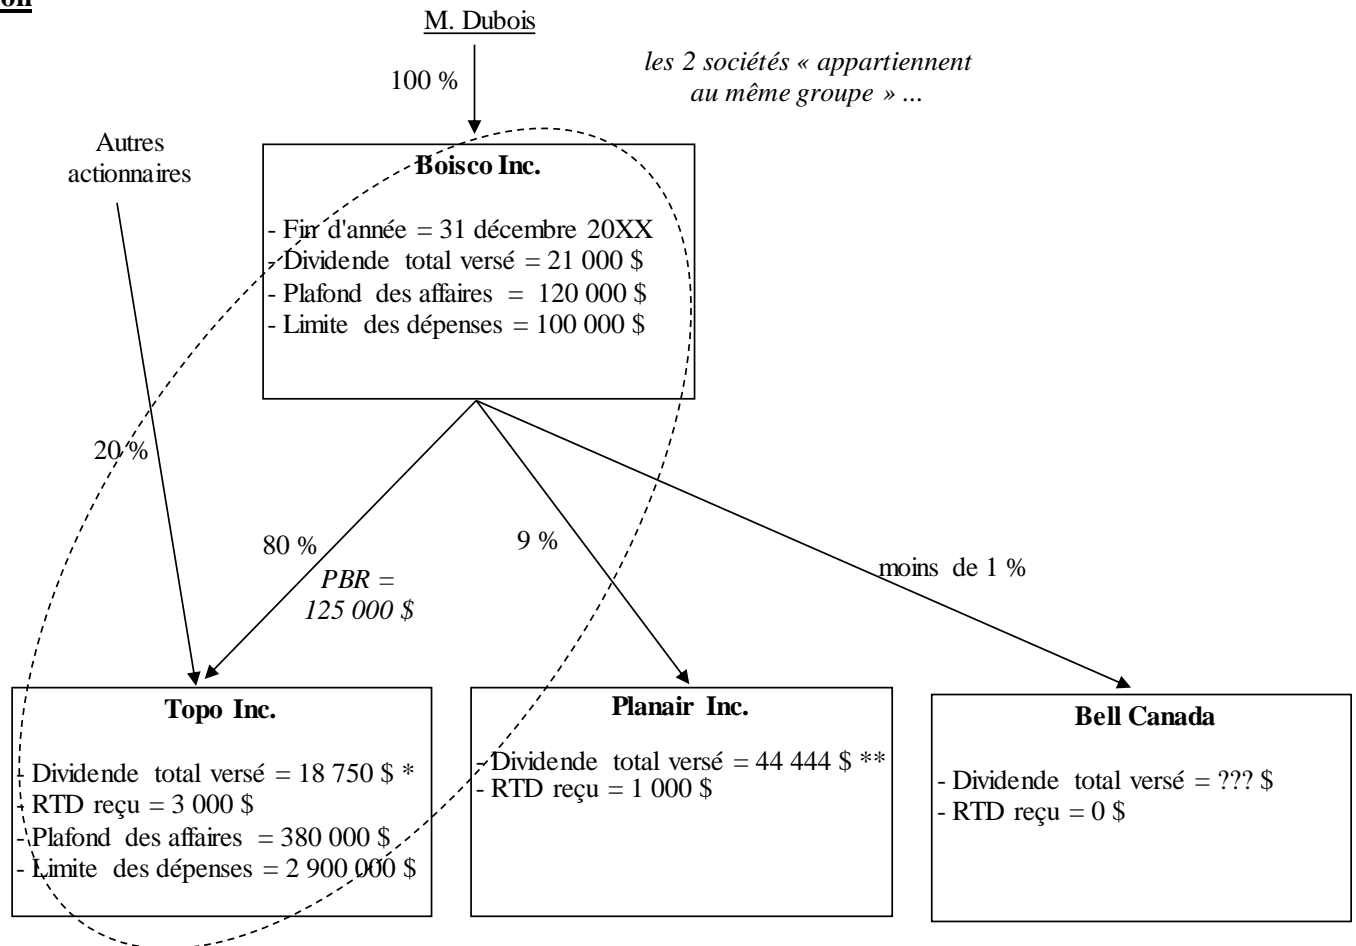 on
M. Dubois
les 2 sociétés « appartiennent
au même groupe » ...
100 %
Autres
actionnaires
Boisco Inc.
- Fin d'année = 31 décembre 20XX
- Dividende total versé = 21 000 $
- Plafond des affaires = 120 000 $
- Limite des dépenses = 100 000 $
20 %
80 %
PBR =
125 000 $
9 %
moins de 1 %
Topo Inc.
- Dividende total versé = 18 750 $ *
- RTD reçu = 3 000 $
- Plafond des affaires = 380 000 $
- Limite des dépenses = 2 900 000 $
Planair Inc.
- Dividende total versé = 44 444 $ **
- RTD reçu = 1 000 $
Bell Canada
- Dividende total versé = ??? $
- RTD reçu = 0 $